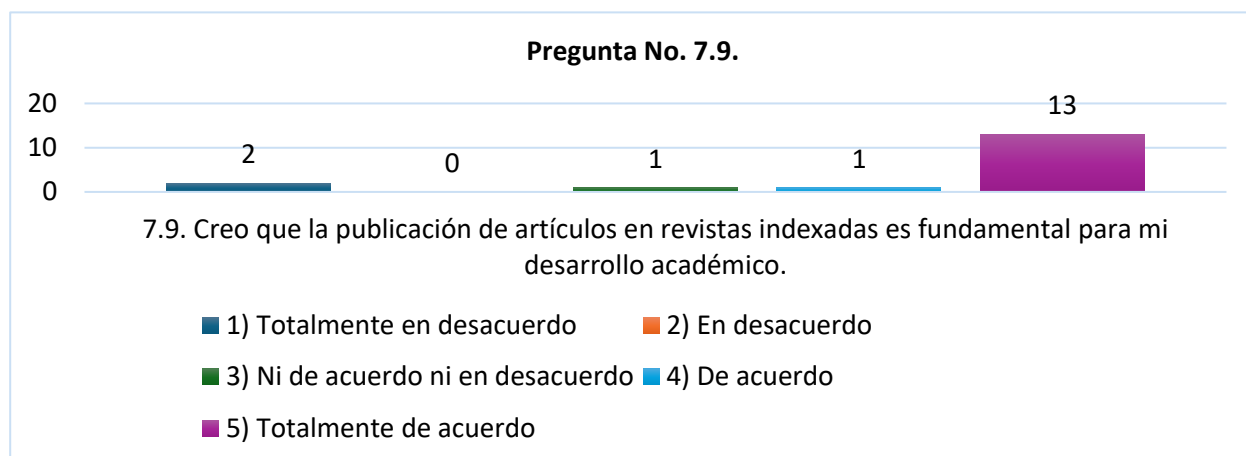 Pregunta No. 7.9.
20
10
0
2
0
1
1
13
7.9. Creo que la publicación de artículos en revistas indexadas es fundamental para mi
desarrollo académico.
1) Totalmente en desacuerdo
2) En desacuerdo
3) Ni de acuerdo ni en desacuerdo
4) De acuerdo
5) Totalmente de acuerdo